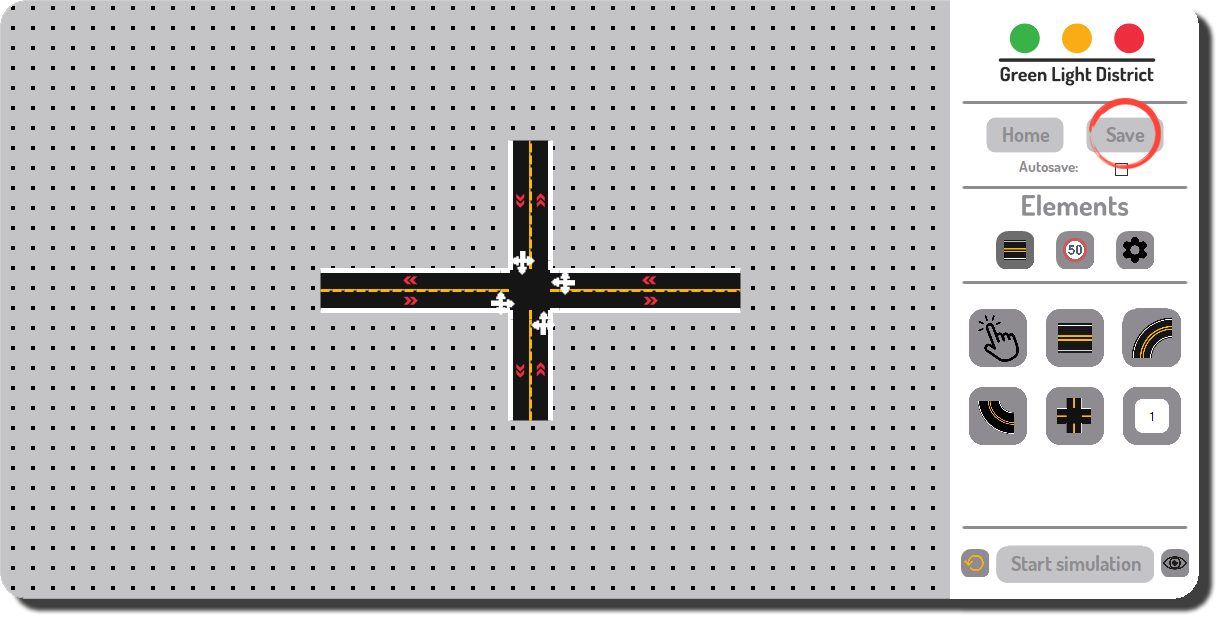 Green Light District
Home
Save
Autosave:
Elements
50
1
Start simulation